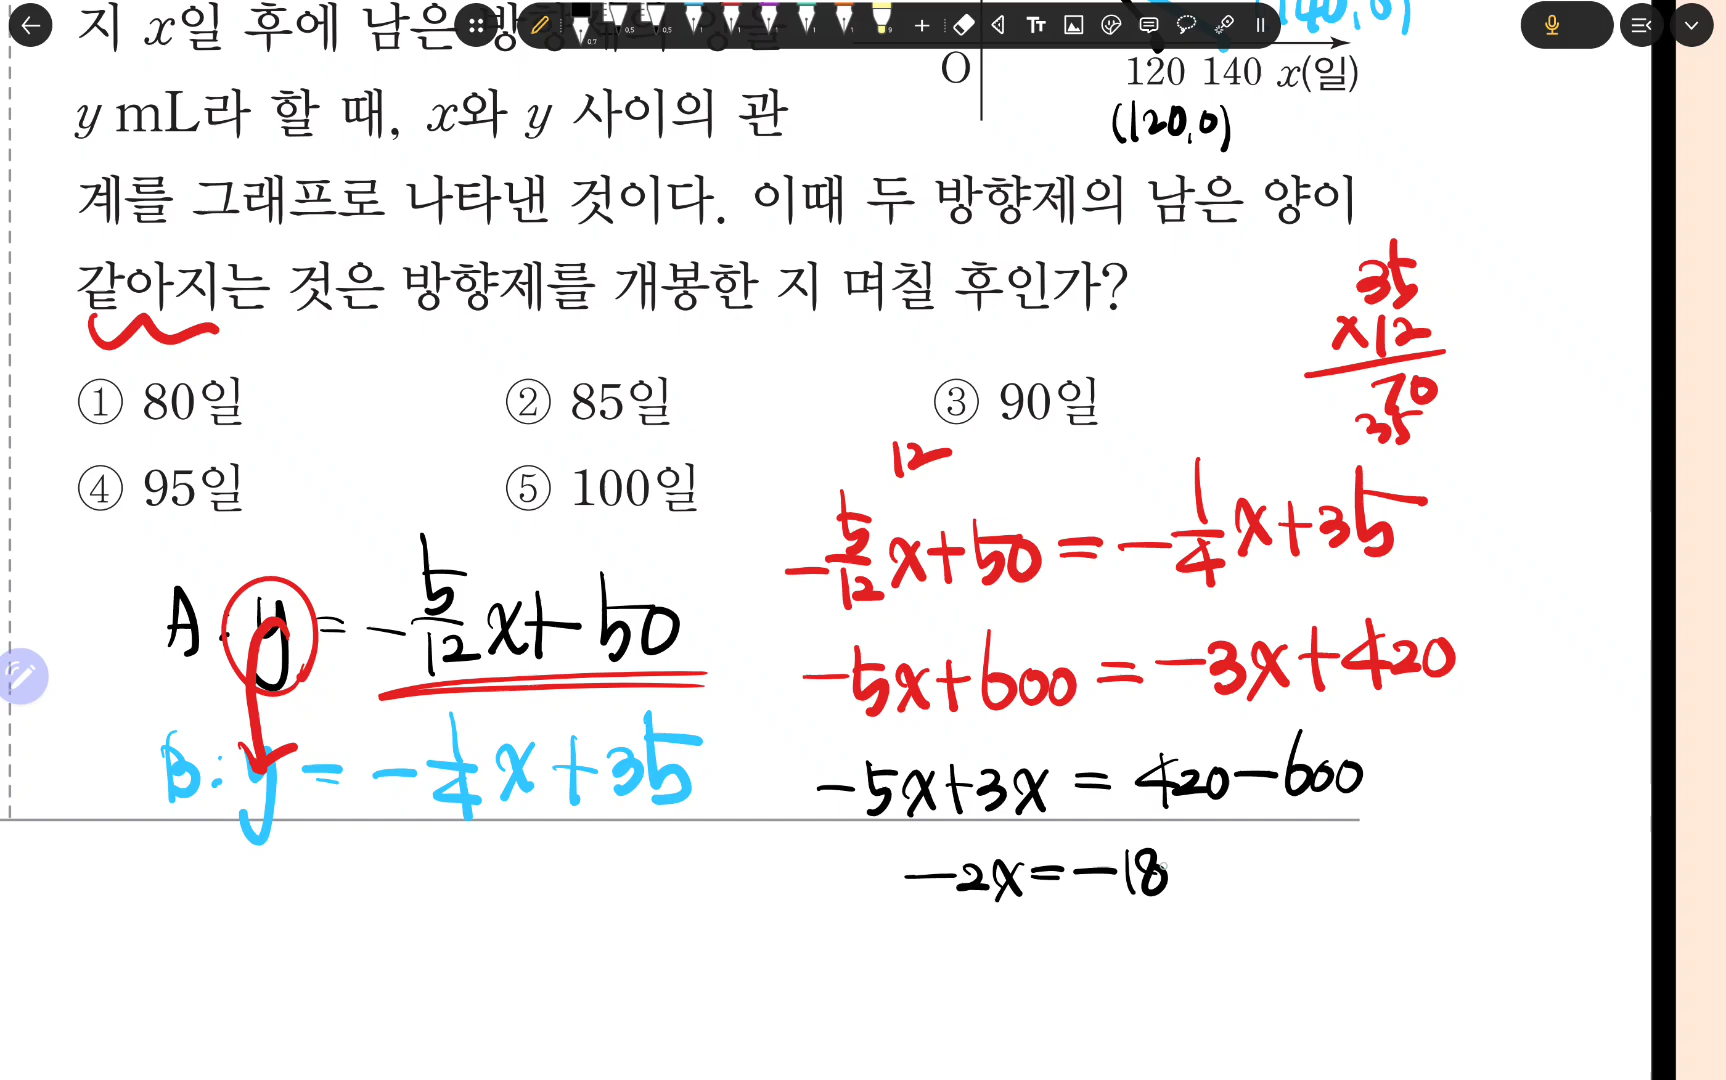 지 x일 후에 남은
(140,0)
O
120 140 x(일)
(120,0)
y mL라 할 때, x와 y 사이의 관
계를 그래프로 나타낸 것이다. 이때 두 방향제의 남은 양이
같아지는 것은 방향제를 개봉한 지 며칠 후인가?
① 80일 ② 85일 ③ 90일
④ 95일 ⑤ 100일
35
×12
70
35
12
-5/12x+50=-1/4x+35
-5x+600=-3x+420
-5x+3x=420-600
-2x=-18
A:y=-5/12x+50
B:y=-1/4x+35